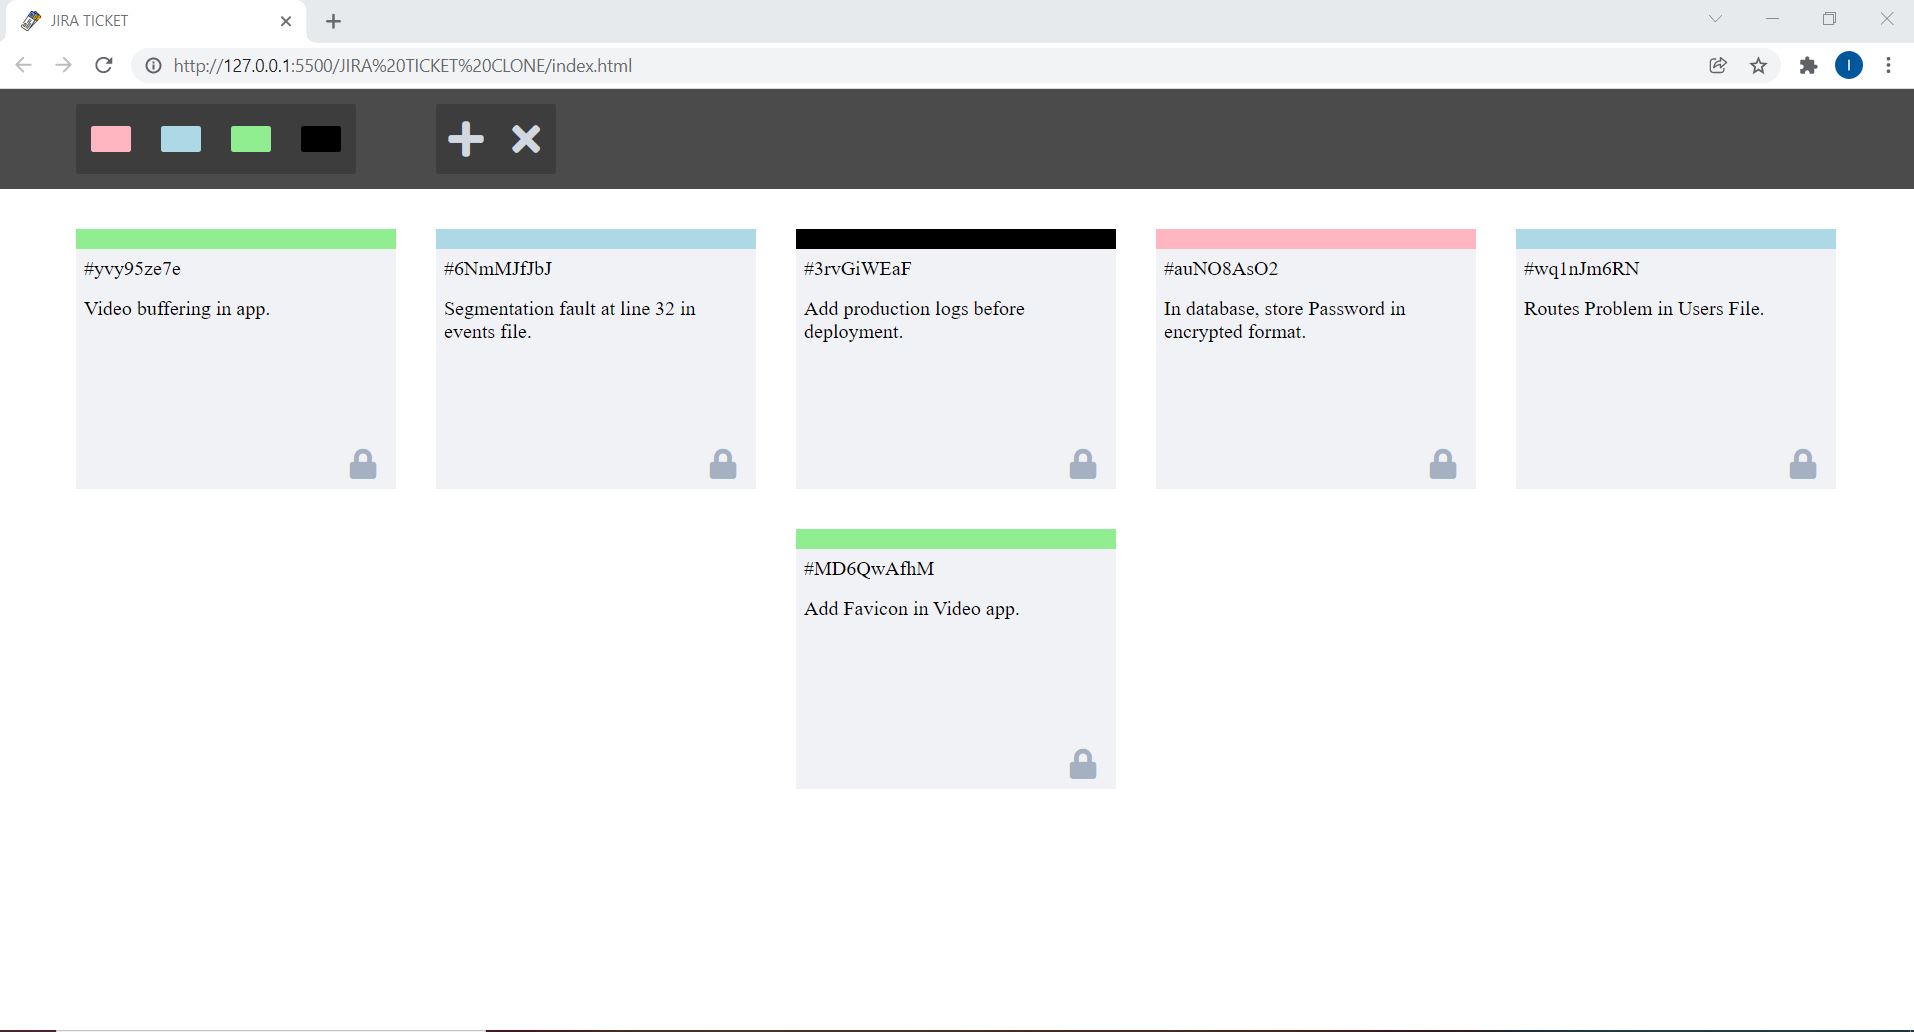 JIRA TICKET
http://127.0.0.1:5500/JIRA%20TICKET%20CLONE/index.html
I
#yvy95ze7e
Video buffering in app.
#6NmMJfJbJ
Segmentation fault at line 32 in
events file.
#3rvGiWEaF
Add production logs before
deployment.
#auNO8AsO2
In database, store Password in
encrypted format.
#wq1nJm6RN
Routes Problem in Users File.
#MD6QwAfhM
Add Favicon in Video app.